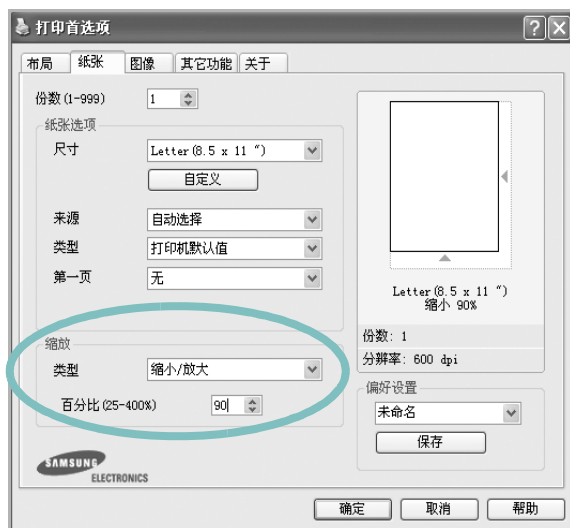 打印首选项
布局 纸张 图像 其它功能 关于
份数(1-999) 1
纸张选项
尺寸 Letter(8.5 x 11 ")
自定义
来源 自动选择
类型 打印机默认值
第一页 无
缩放
类型 缩小/放大
百分比(25-400%) 90
SAMSUNG
ELECTRONICS
Letter(8.5 x 11 ")
缩小 90%
份数: 1
分辨率: 600 dpi
偏好设置
未命名
保存
确定 取消 帮助